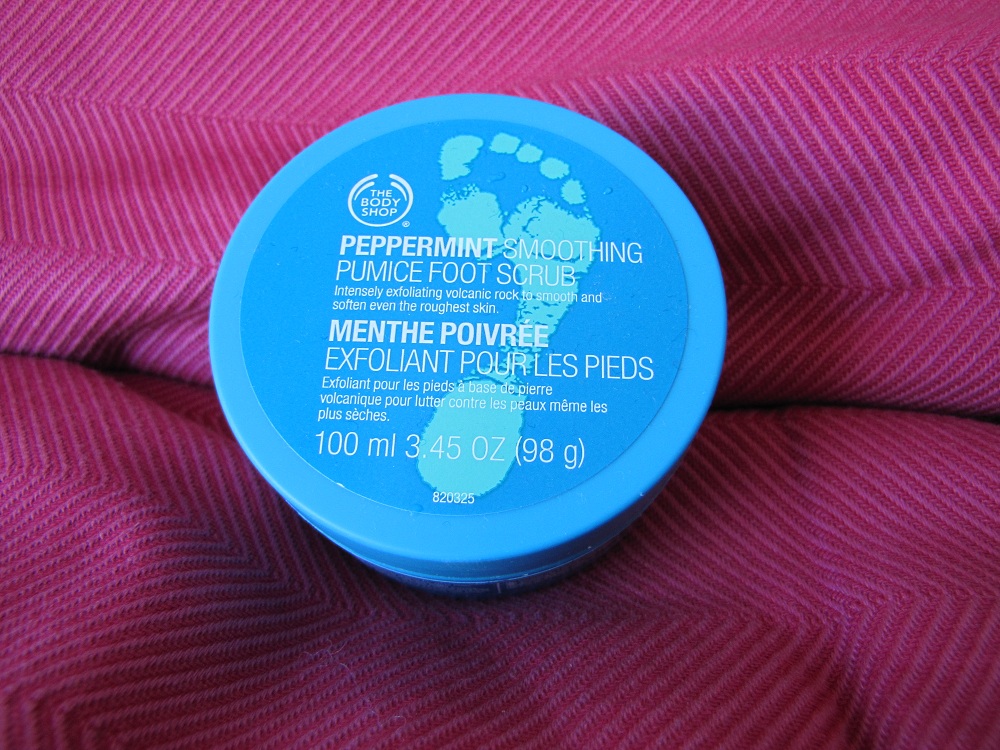 THE
BODY
SHOP
®
PEPPERMINT SMOOTHING
PUMICE FOOT SCRUB
Intensely exfoliating volcanic rock to smooth and
soften even the roughest skin.
MENTHE POIVRÉE
EXFOLIANT POUR LES PIEDS
Exfoliant pour les pieds à base de pierre
volcanique pour lutter contre les peaux même les
plus sèches.
100 ml 3.45 OZ (98 g)
820325